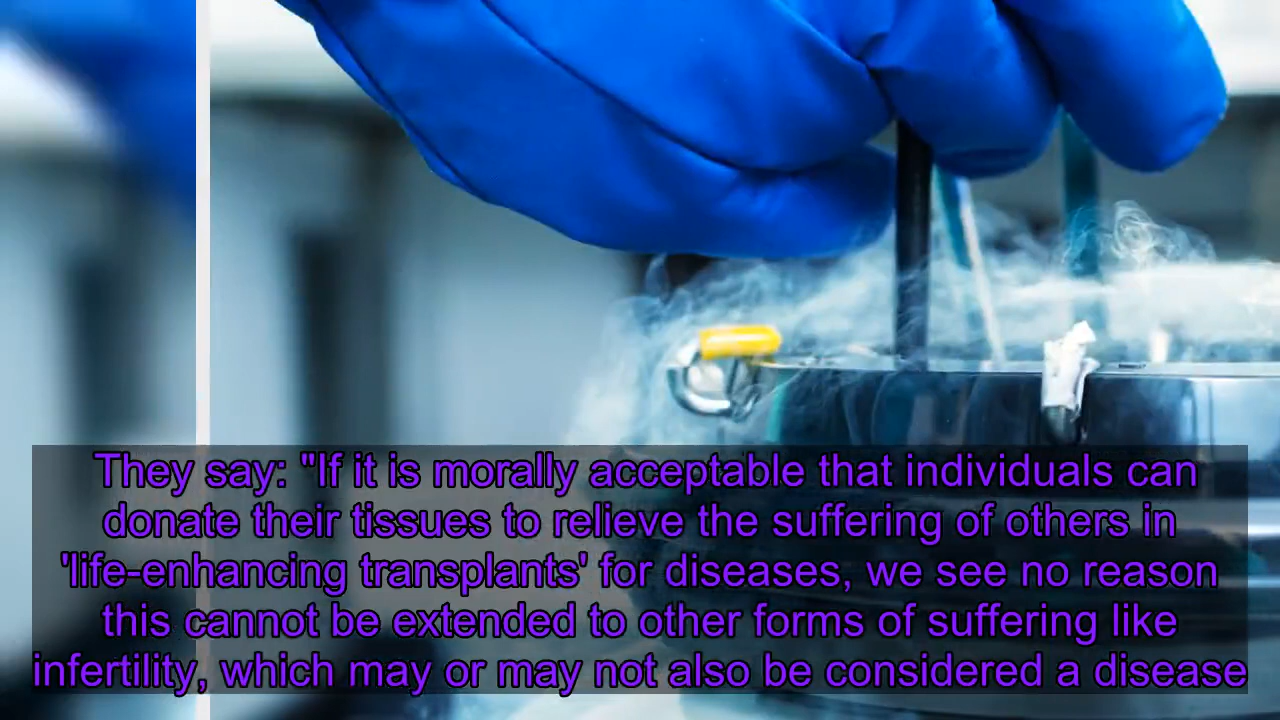 They say: "If it is morally acceptable that individuals can
donate their tissues to relieve the suffering of others in
'life-enhancing transplants' for diseases, we see no reason
this cannot be extended to other forms of suffering like
infertility, which may or may not also be considered a disease